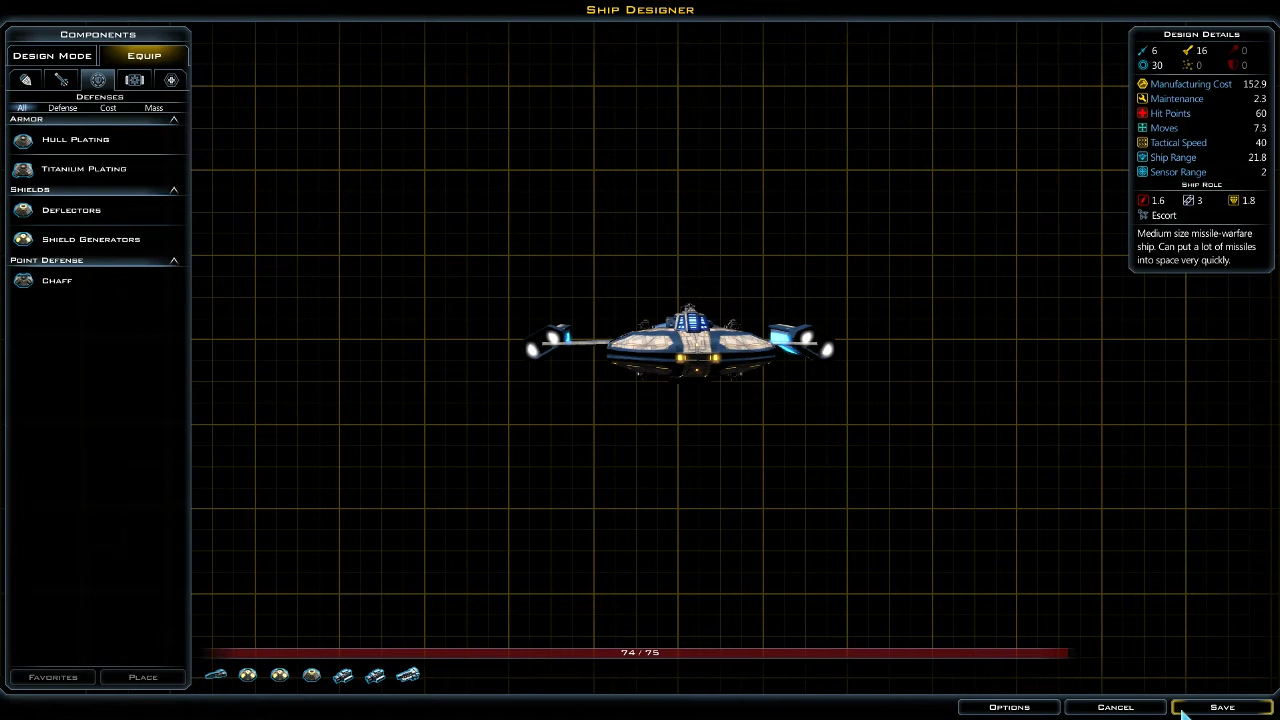 Ship Designer
Components
Design Mode
Equip
Defenses
All
Defense
Cost
Mass
Armor
Hull Plating
Titanium Plating
Shields
Deflectors
Shield Generators
Point Defense
Chaff
Favorites
Place
74 / 75
Design Details
6 16 0
30 0 0
Manufacturing Cost 152.9
Maintenance 2.3
Hit Points 60
Moves 7.3
Tactical Speed 40
Ship Range 21.8
Sensor Range 2
Ship Role
1.6 3 1.8
Escort
Medium size missile-warfare
ship. Can put a lot of missiles
into space very quickly.
Options
Cancel
Save